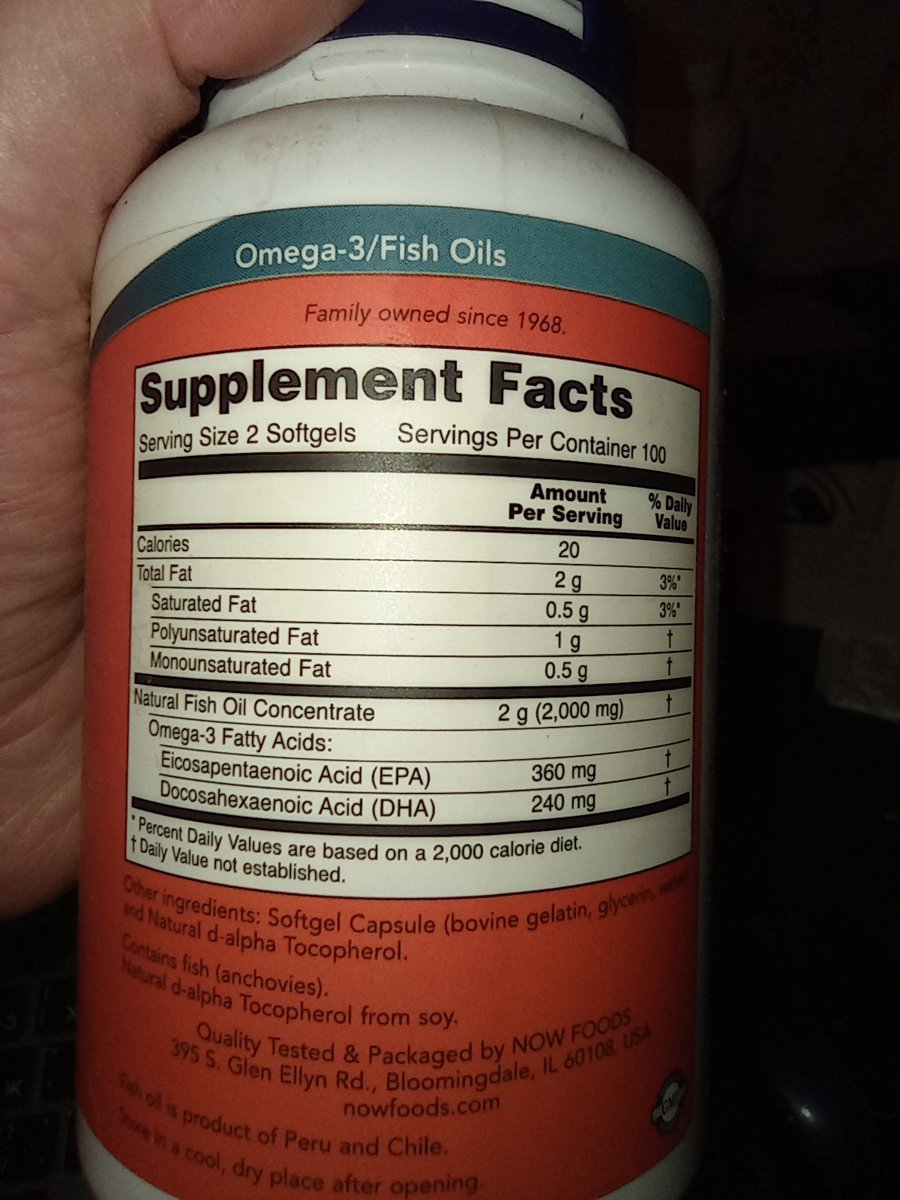 Omega-3/Fish Oils
Family owned since 1968.
Supplement Facts
Serving Size 2 Softgels Servings Per Container 100
Amount Per Serving % Daily Value
Calories 20
Total Fat 2 g 3%*
Saturated Fat 0.5 g 3%*
Polyunsaturated Fat 1 g †
Monounsaturated Fat 0.5 g †
Natural Fish Oil Concentrate 2 g (2,000 mg) †
Omega-3 Fatty Acids:
Eicosapentaenoic Acid (EPA) 360 mg †
Docosahexaenoic Acid (DHA) 240 mg †
* Percent Daily Values are based on a 2,000 calorie diet.
† Daily Value not established.
Other ingredients: Softgel Capsule (bovine gelatin, glycerin, water)
and Natural d-alpha Tocopherol.
Contains fish (anchovies).
Natural d-alpha Tocopherol from soy.
Quality Tested & Packaged by NOW FOODS
395 S. Glen Ellyn Rd., Bloomingdale, IL 60108, USA
nowfoods.com
Fish oil is product of Peru and Chile.
Store in a cool, dry place after opening.
GMP